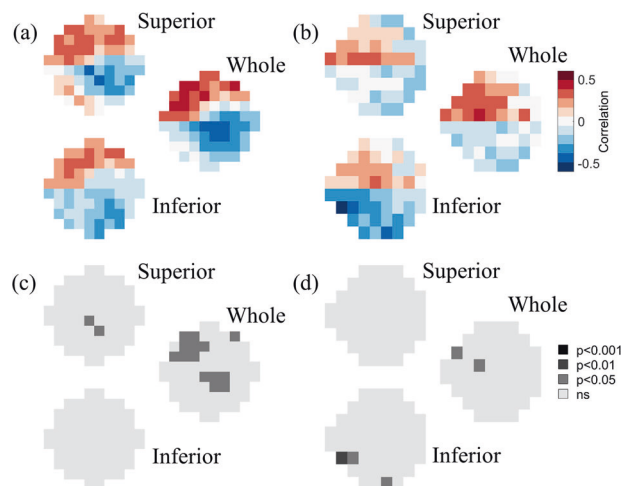 (a)
Superior
Whole
Inferior
(b)
Superior
Whole
Inferior
0.5
0
-0.5
Correlation
(c)
Superior
Whole
Inferior
(d)
Superior
Whole
Inferior
p<0.001
p<0.01
p<0.05
ns